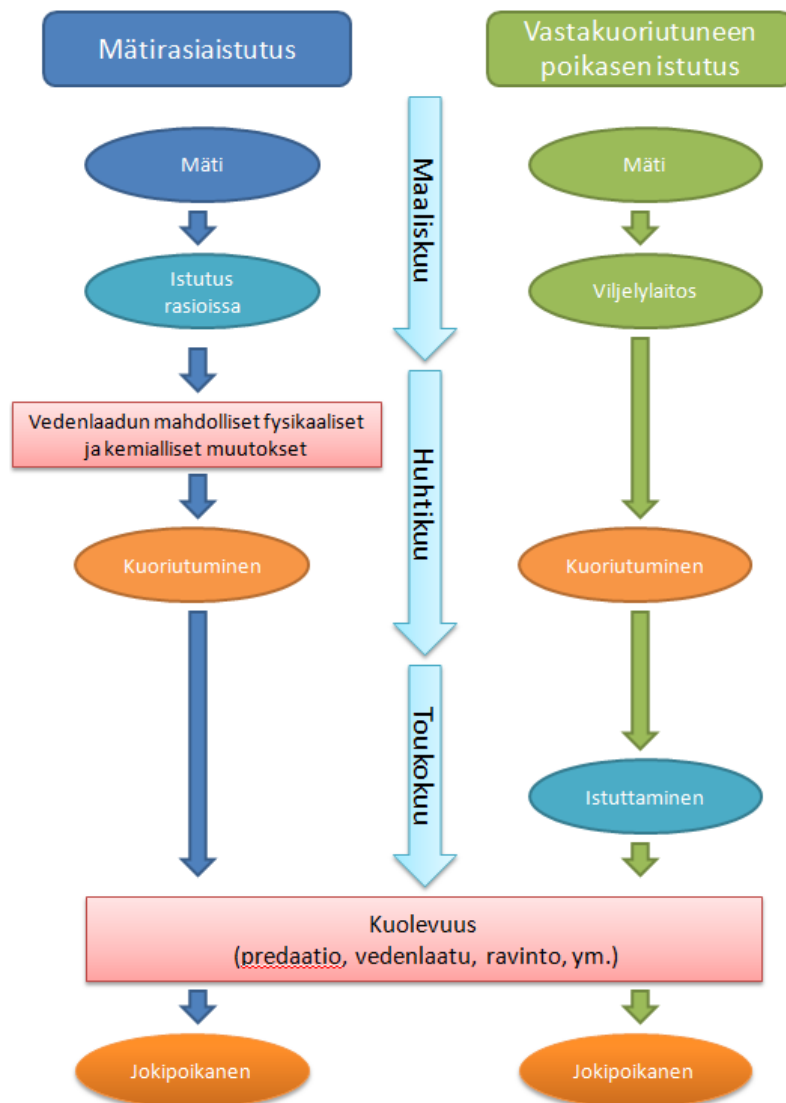 Mätirasiaistutus
Vastakuoriutuneen
poikasen istutus
Maaliskuu
Mäti
Mäti
Istutus
rasioissa
Viljelylaitos
Vedenlaadun mahdolliset fysikaaliset
ja kemialliset muutokset
Huhtikuu
Kuoriutuminen
Kuoriutuminen
Toukokuu
Istuttaminen
Kuolevuus
(predaatio, vedenlaatu, ravinto, ym.)
Jokipoikanen
Jokipoikanen